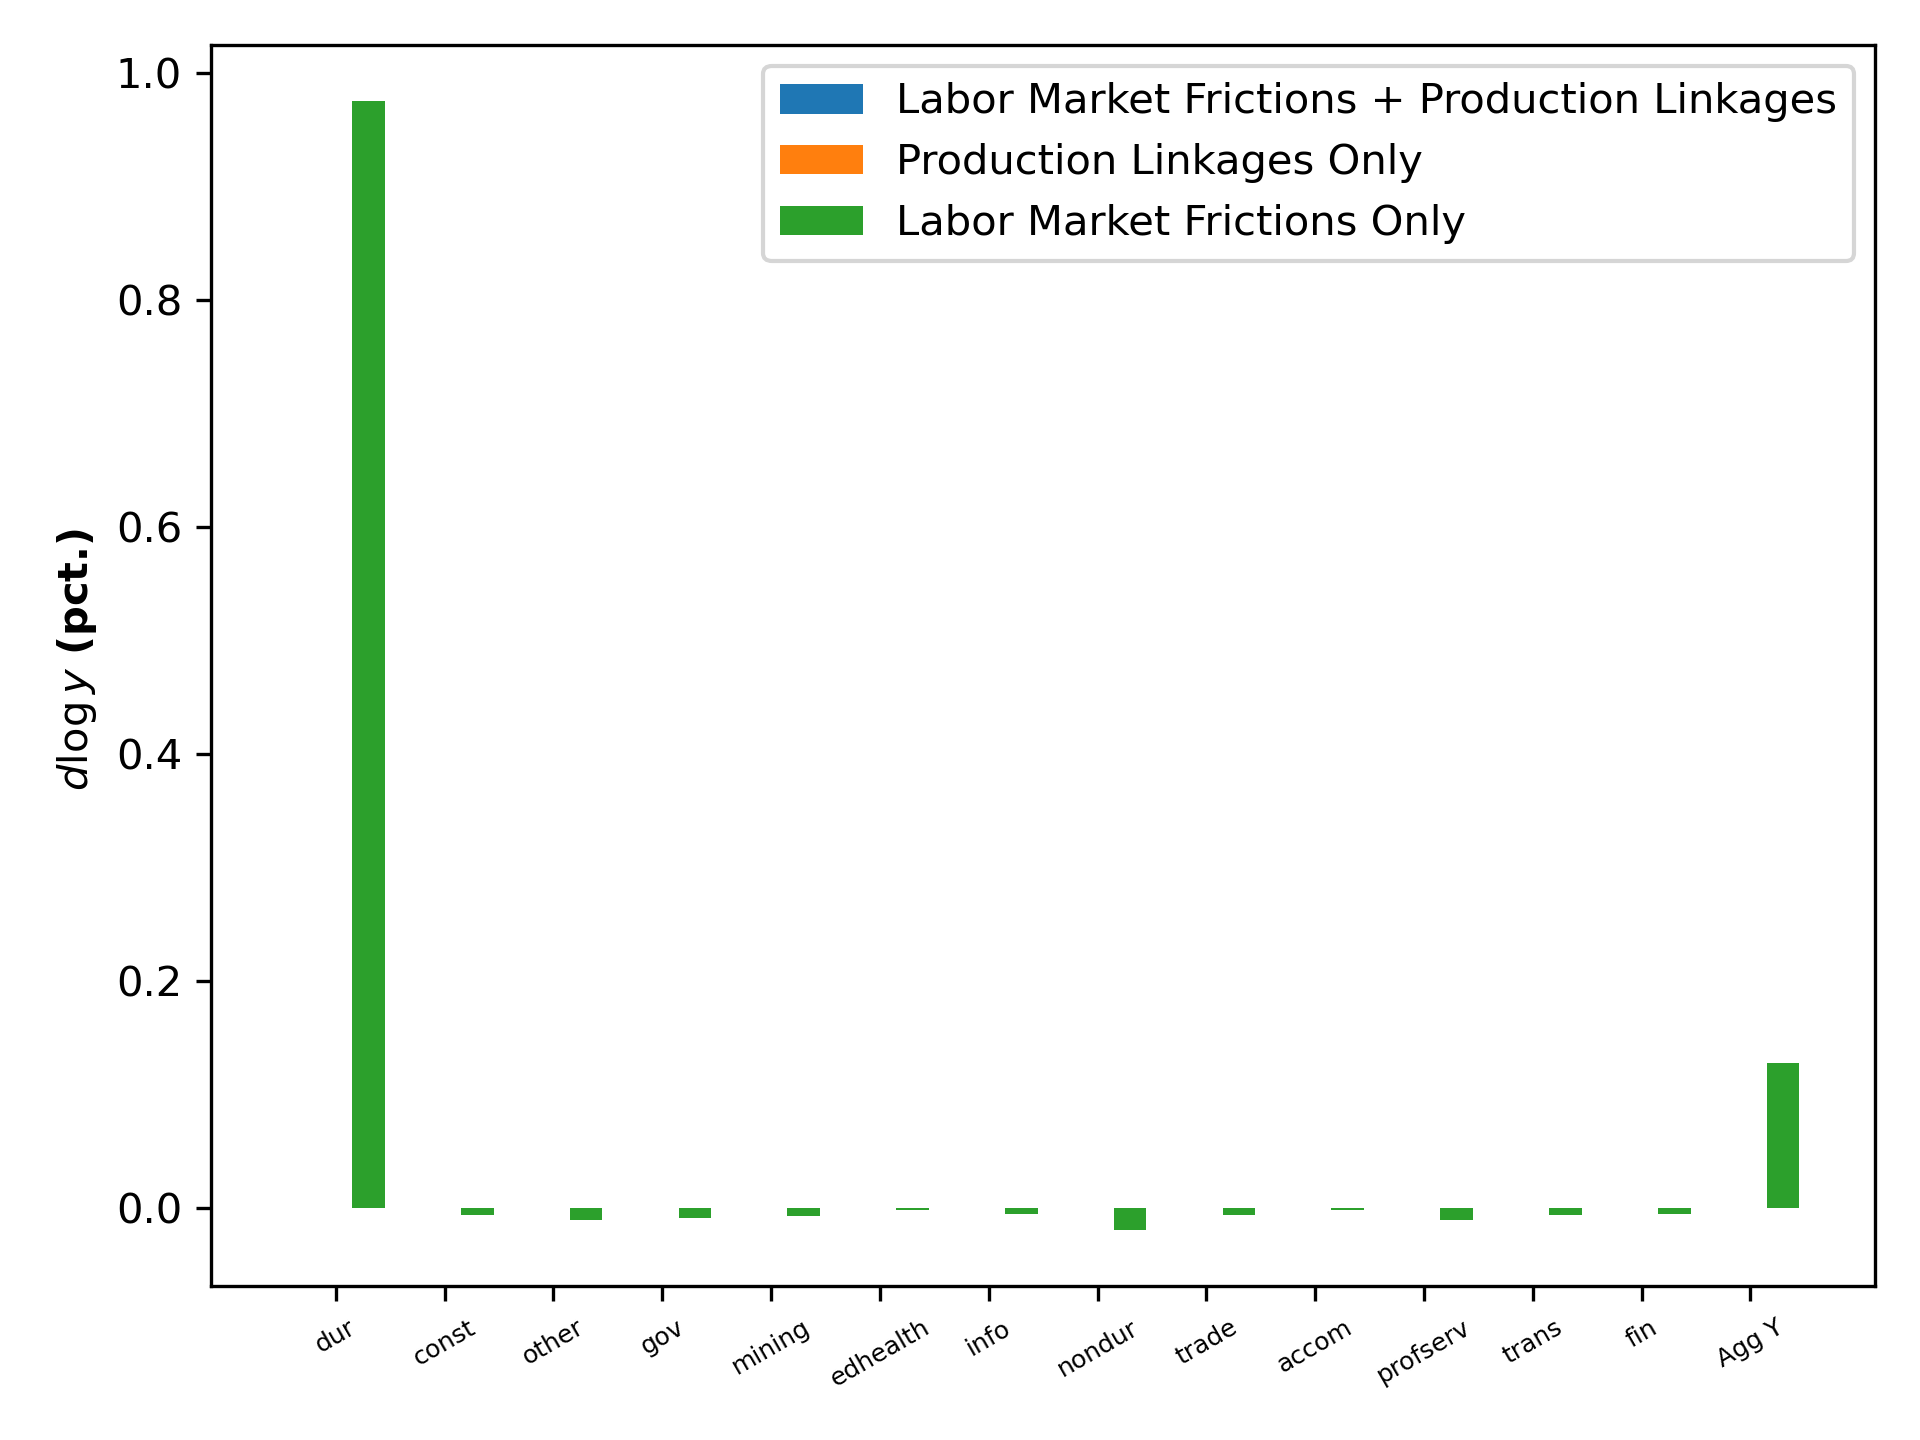 Labor Market Frictions + Production Linkages
Production Linkages Only
Labor Market Frictions Only
1.0
0.8
0.6
0.4
0.2
0.0
dlog y (pct.)
dur
const
other
gov
mining
edhealth
info
nondur
trade
accom
profserv
trans
fin
Agg Y